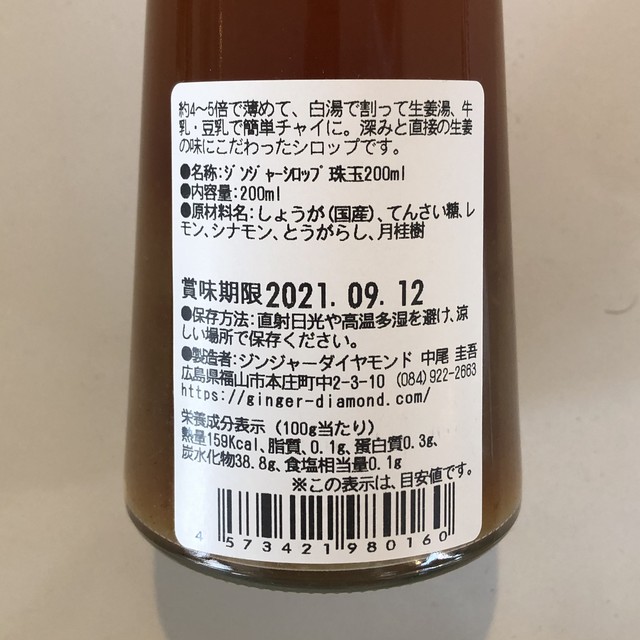 約4～5倍で薄めて、白湯で割って生姜湯、牛
乳・豆乳で簡単チャイに。深みと直接の生姜
の味にこだわったシロップです。
●名称:ｼﾞﾝｼﾞｬｰｼﾛｯﾌﾟ珠玉200ml
●内容量:200ml
●原材料名:しょうが(国産)、てんさい糖、レ
モン、シナモン、とうがらし、月桂樹
賞味期限2021.09.12
●保存方法:直射日光や高温多湿を避け、涼
しい場所で保存ください。
●製造者:ジンジャーダイヤモンド 中尾 圭吾
広島県福山市本庄町中2-3-10 (084)922-2663
https://ginger-diamond.com/
栄養成分表示(100g当たり)
熱量159Kcal、脂質、0.1g、蛋白質0.3g、
炭水化物38.8g、食塩相当量0.1g
※この表示は、目安値です。
4 573421 980160